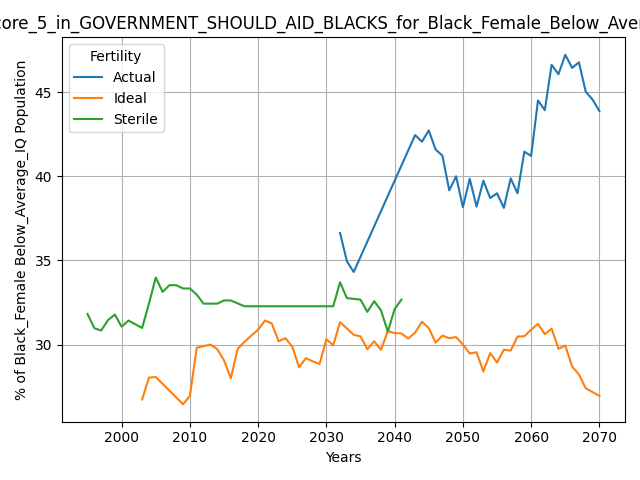 core_5_in_GOVERNMENT_SHOULD_AID_BLACKS_for_Black_Female_Below_Aver
Fertility
Actual
Ideal
Sterile
% of Black_Female Below_Average_IQ Population
45
40
35
30
2000
2010
2020
2030
2040
2050
2060
2070
Years